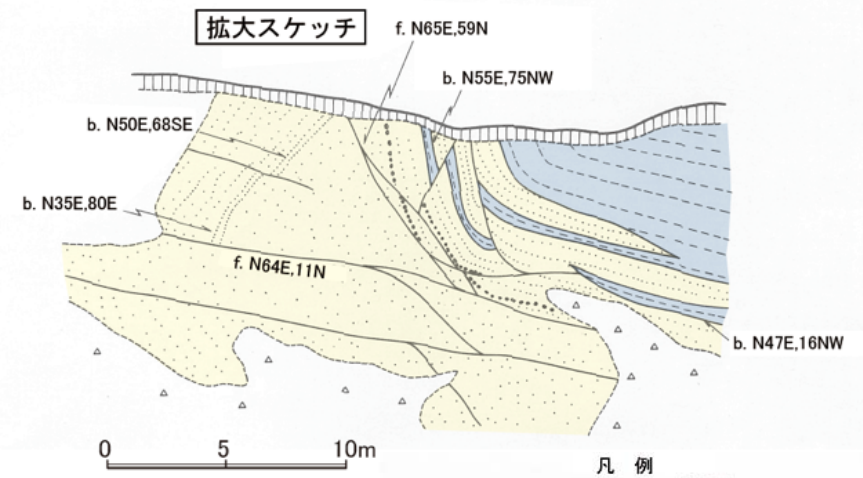 拡大スケッチ
f. N65E,59N
b. N55E,75NW
b. N50E,68SE
b. N35E,80E
f. N64E,11N
b. N47E,16NW
0 5 10m
凡 例